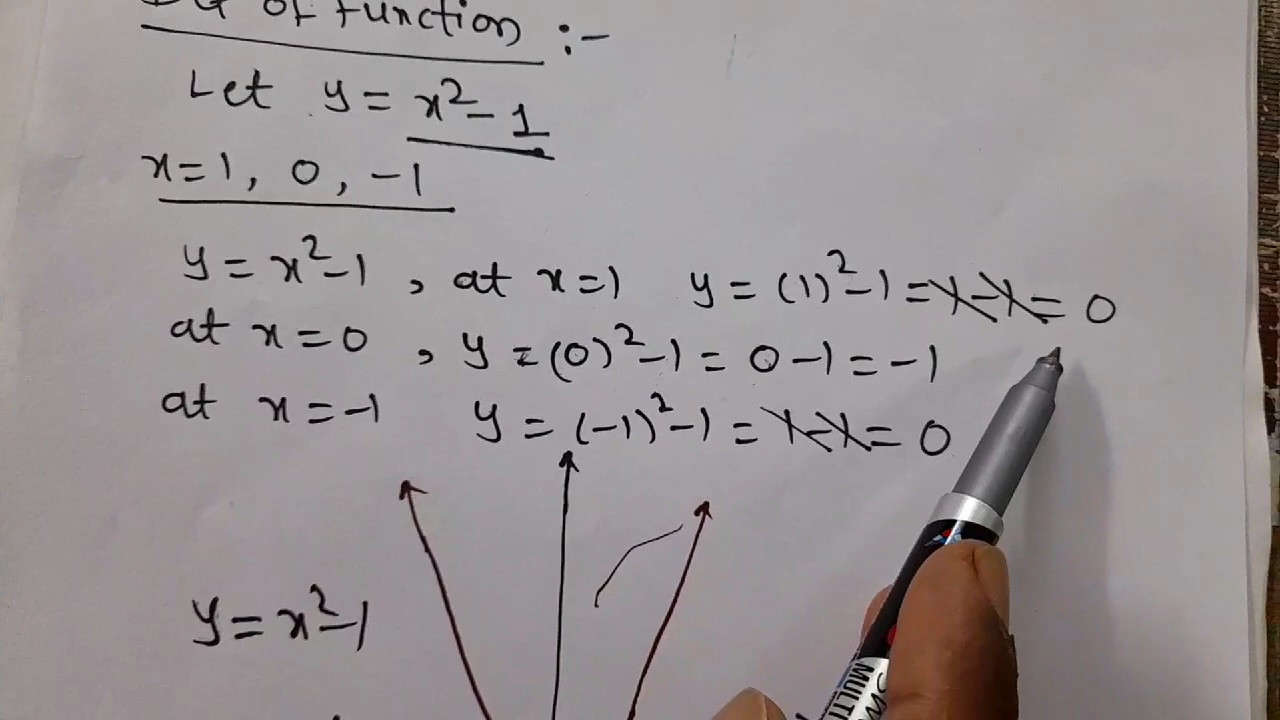 of function :-
Let y = x²-1
x=1, 0, -1
y = x²-1 , at x=1 y = (1)²-1 = 1-1 = 0
at x=0 , y = (0)²-1 = 0-1 = -1
at x=-1 y = (-1)²-1 = 1-1 = 0
y = x²-1
MULTI